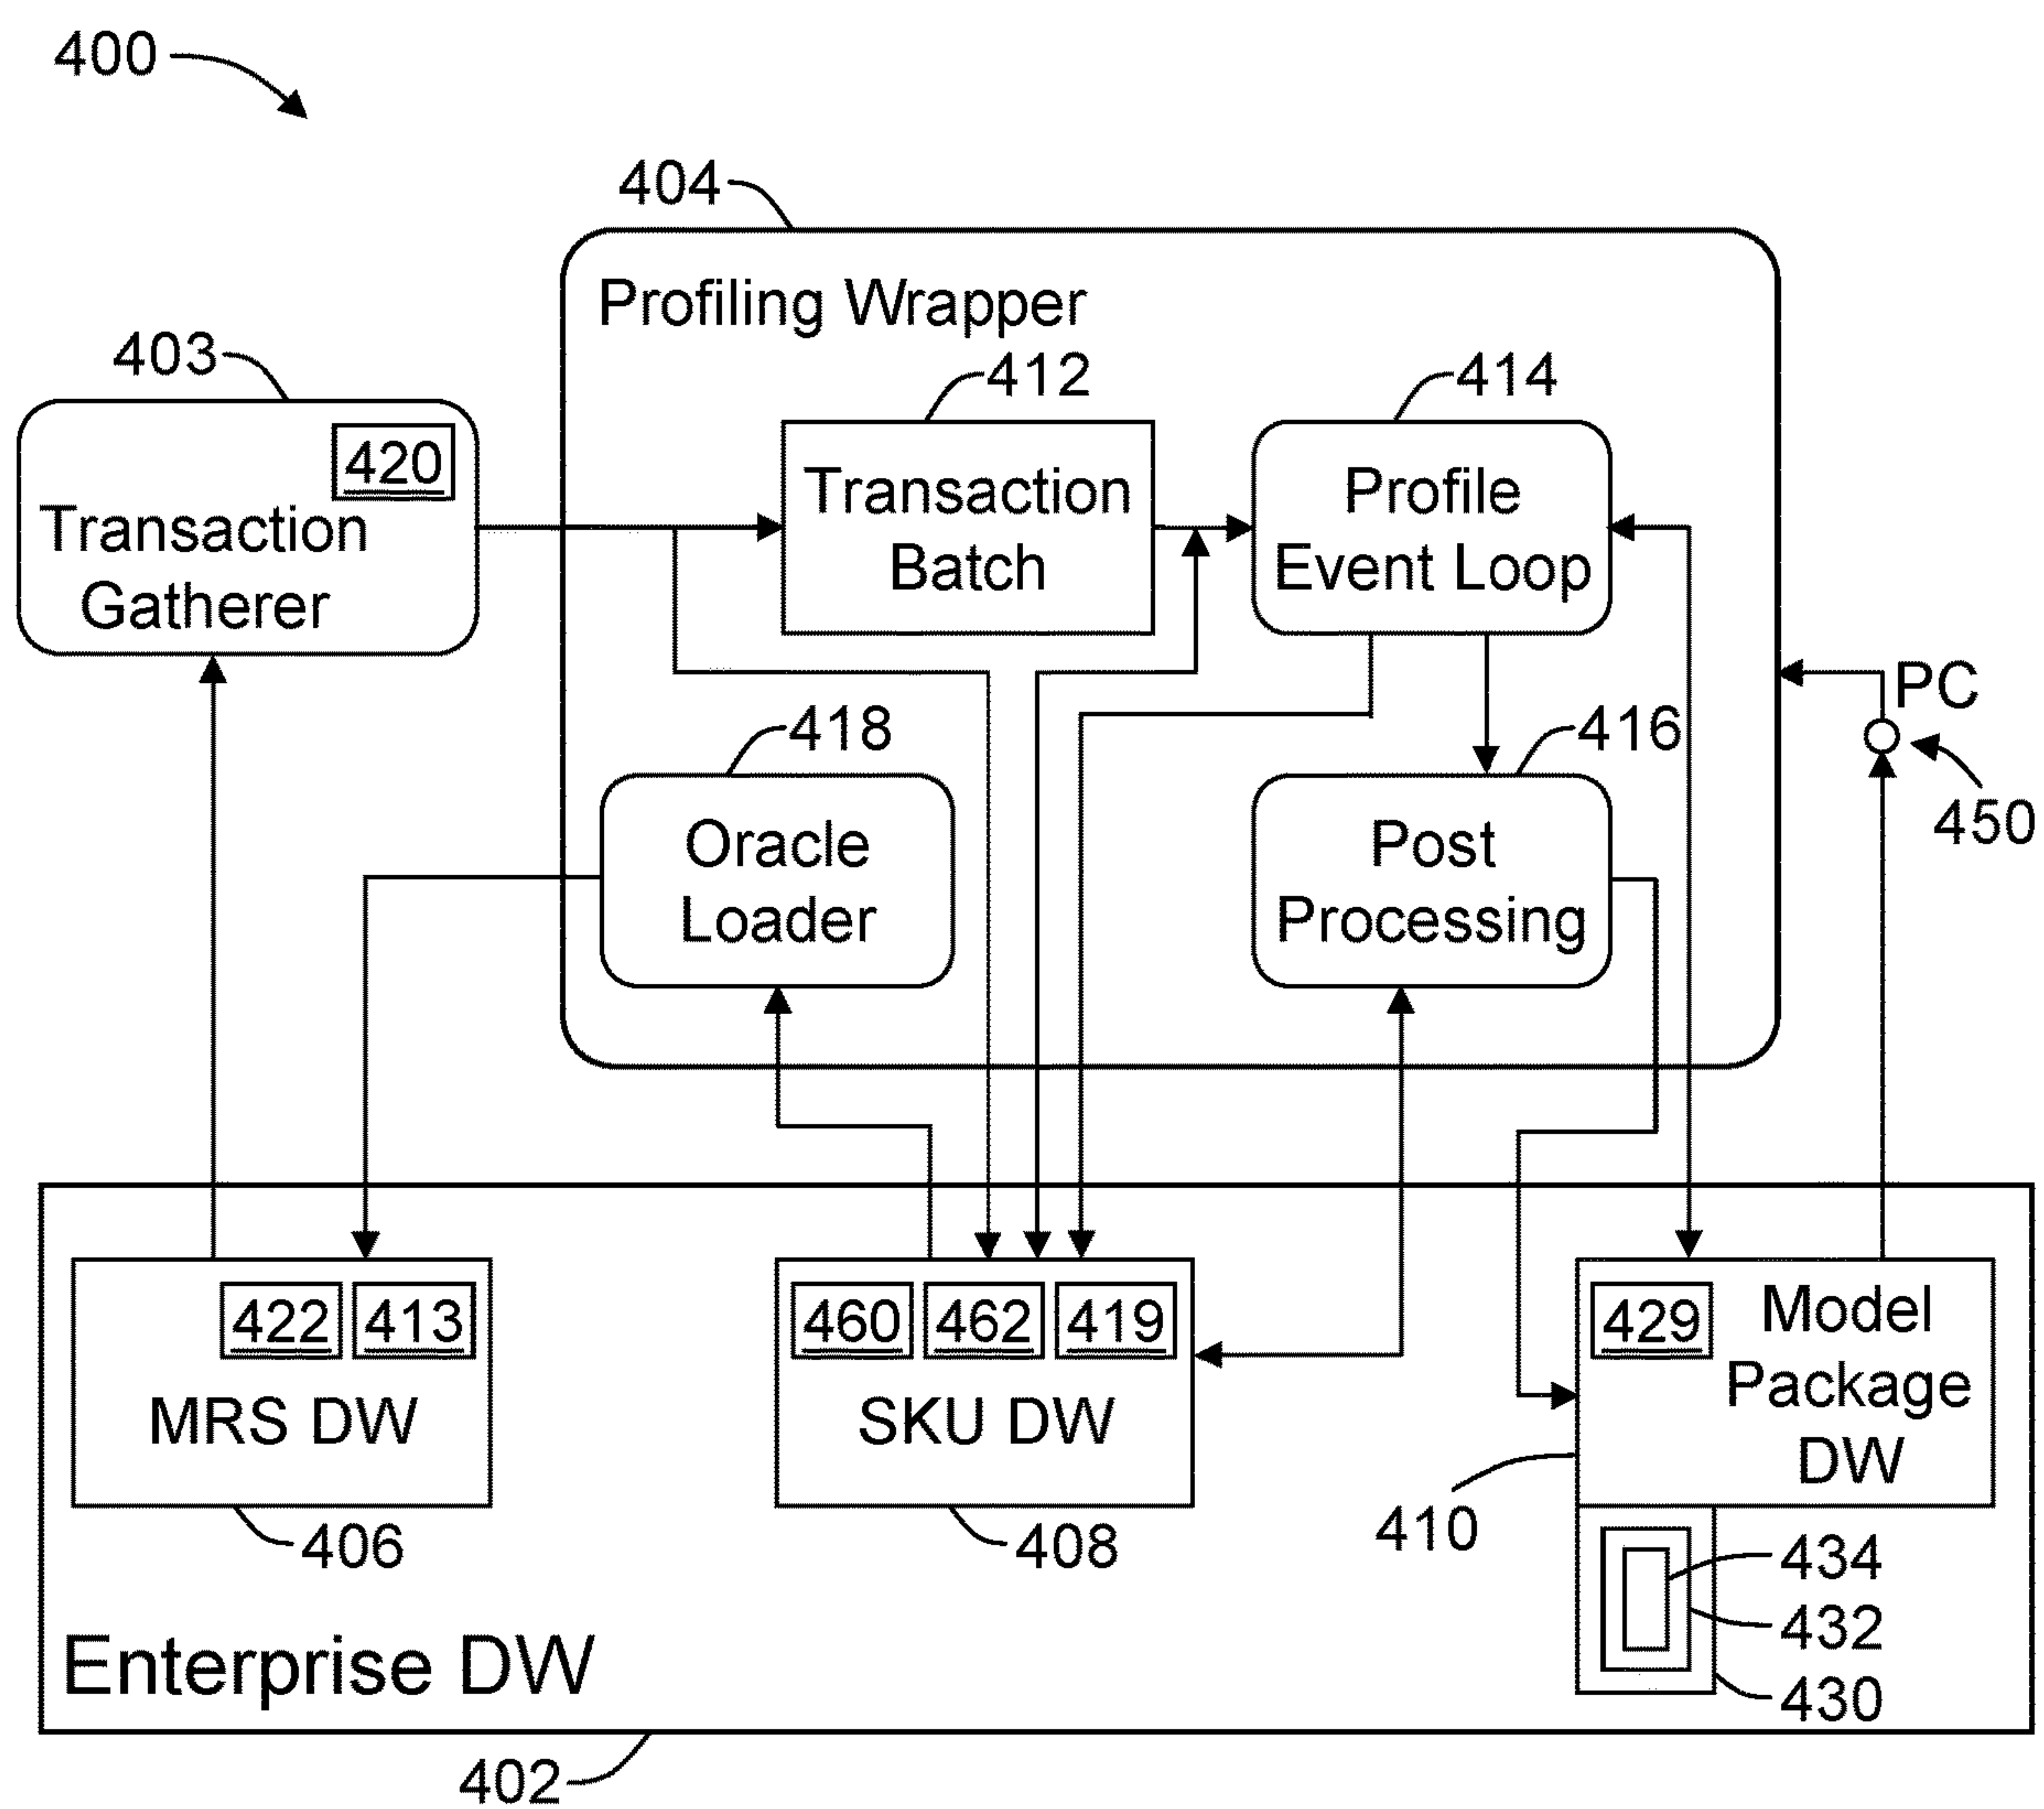 400
404
Profiling Wrapper
403
412
414
420
Transaction
Gatherer
Transaction
Batch
Profile
Event Loop
PC
450
418
416
Oracle
Loader
Post
Processing
422
413
MRS DW
406
460
462
419
SKU DW
408
429
Model
Package
DW
410
434
432
430
Enterprise DW
402